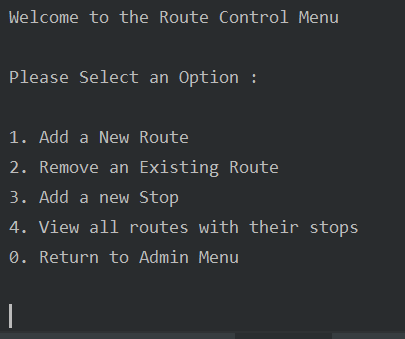 Welcome to the Route Control Menu
Please Select an Option :
1. Add a New Route
2. Remove an Existing Route
3. Add a new Stop
4. View all routes with their stops
0. Return to Admin Menu